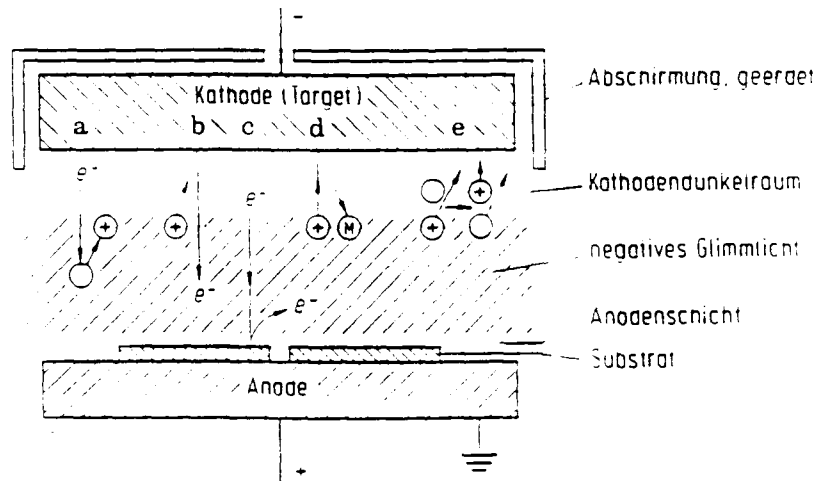 -
Abschirmung, geerdet
Kathode (Target)
a b c d e
e-
Kathodendunkelraum
e-
+ + + M + +
negatives Glimmlicht
e-
e-
Anodenschicht
Substrat
Anode
+